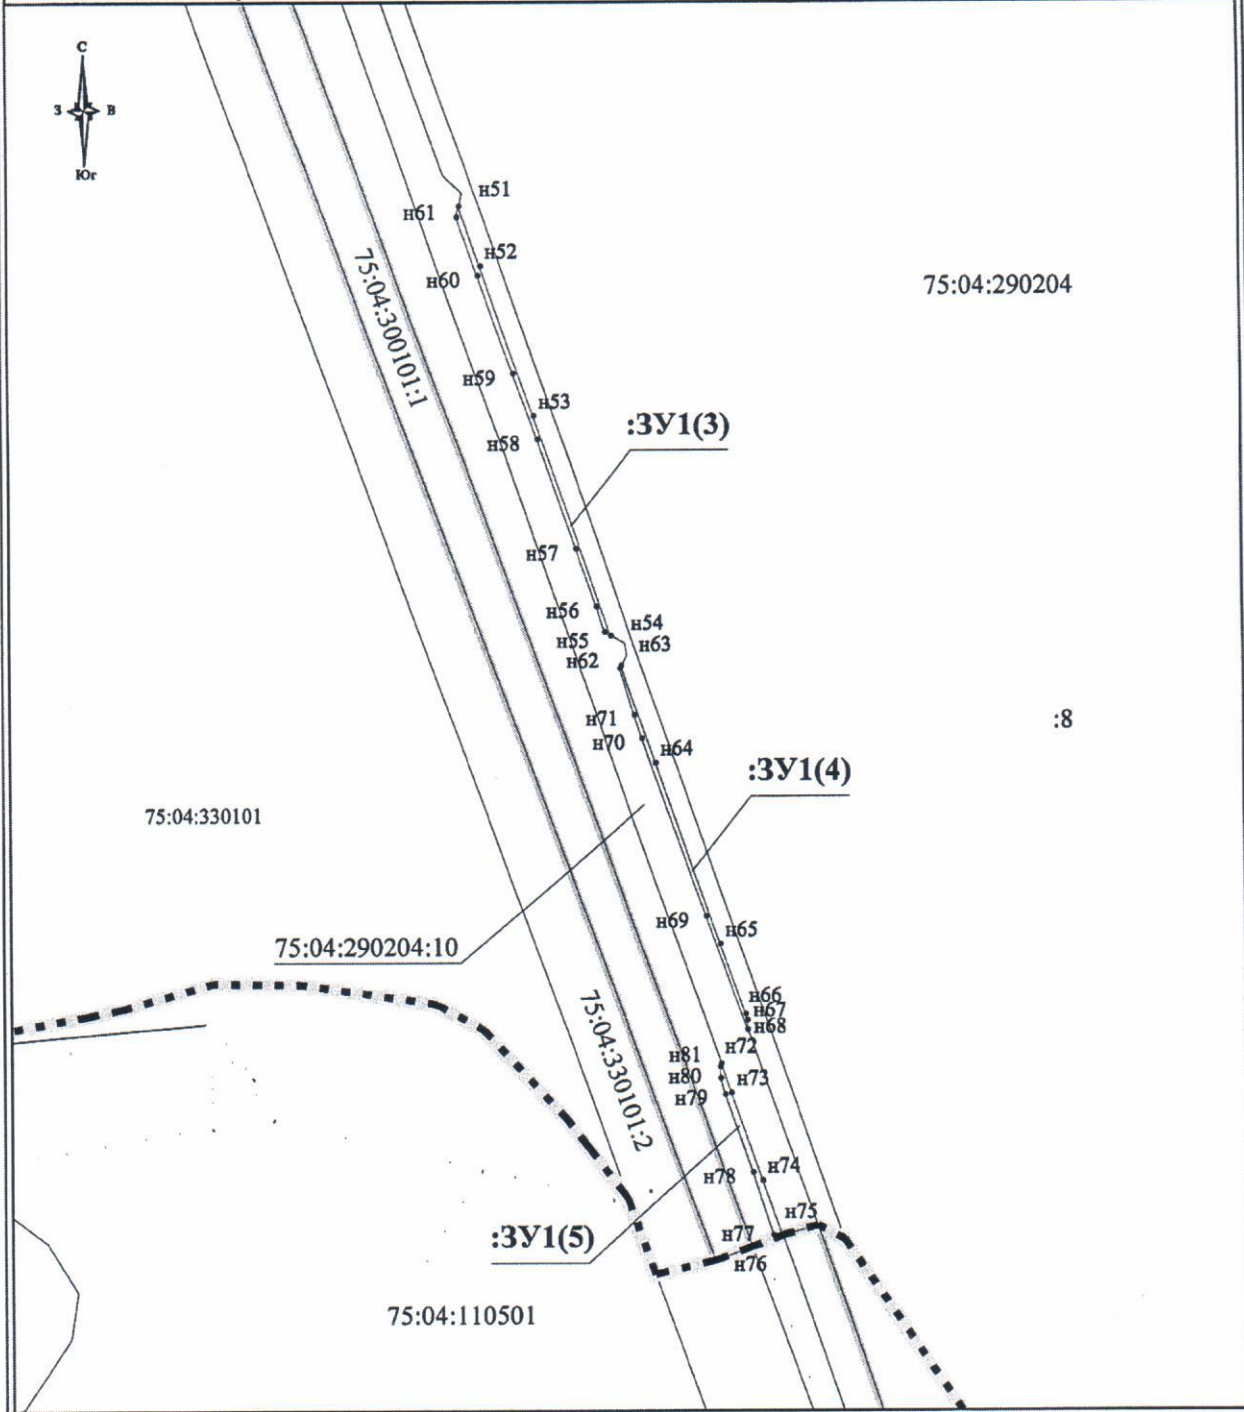 С
З В
Юг
н51
н61
н52
н60
75:04:290204
75:04:300101:1
н59
н53
:ЗУ1(3)
н58
н57
н56
н54
н55
н63
н62
:8
н71
н70
н64
:ЗУ1(4)
75:04:330101
н69
н65
75:04:290204:10
н66
н67
н68
75:04:330101:2
н72
н81
н80
н73
н79
н74
н78
н75
:ЗУ1(5)
н77
н76
75:04:110501